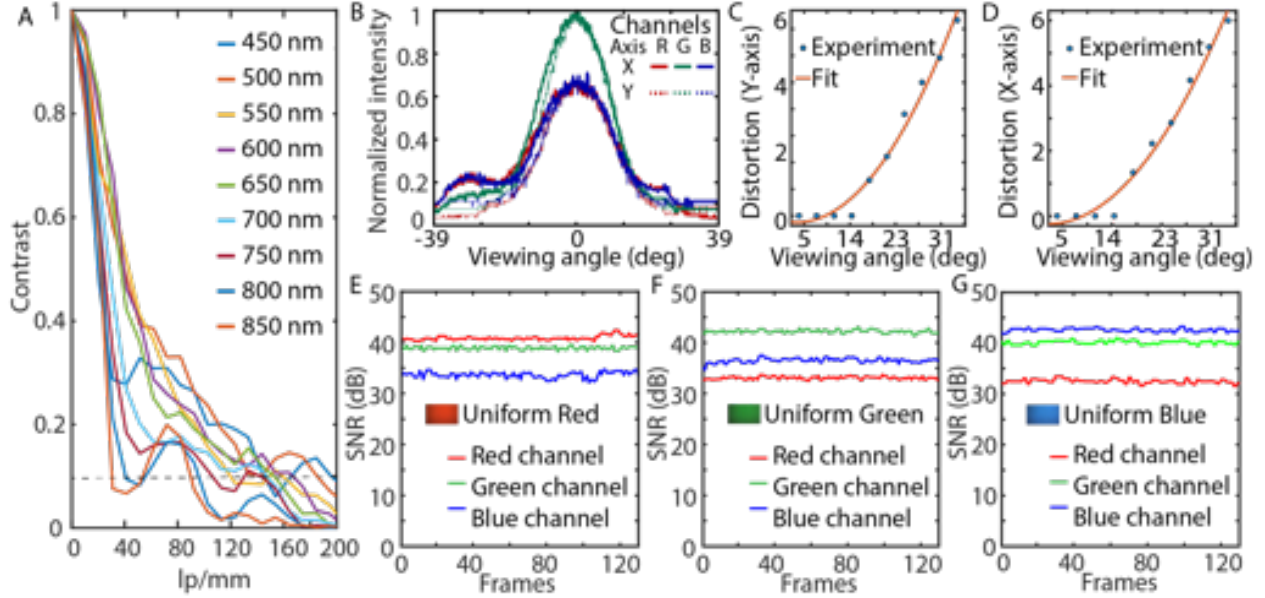 A
450 nm
500 nm
550 nm
600 nm
650 nm
700 nm
750 nm
800 nm
850 nm
Contrast
1
0.8
0.6
0.4
0.2
0
0 40 80 120 160 200
lp/mm
B
Channels
Axis R G B
X
Y
Normalized intensity
1
0.8
0.6
0.4
0.2
0
-39 0 39
Viewing angle (deg)
C
Experiment
Fit
Distortion (Y-axis)
6
4
2
0
5 14 23 31
Viewing angle (deg)
D
Experiment
Fit
Distortion (X-axis)
6
4
2
0
5 14 23 31
Viewing angle (deg)
E
SNR (dB)
50
40
30
20
10
0
Uniform Red
Red channel
Green channel
Blue channel
0 40 80 120
Frames
F
SNR (dB)
50
40
30
20
10
0
Uniform Green
Red channel
Green channel
Blue channel
0 40 80 120
Frames
G
SNR (dB)
50
40
30
20
10
0
Uniform Blue
Red channel
Green channel
Blue channel
0 40 80 120
Frames